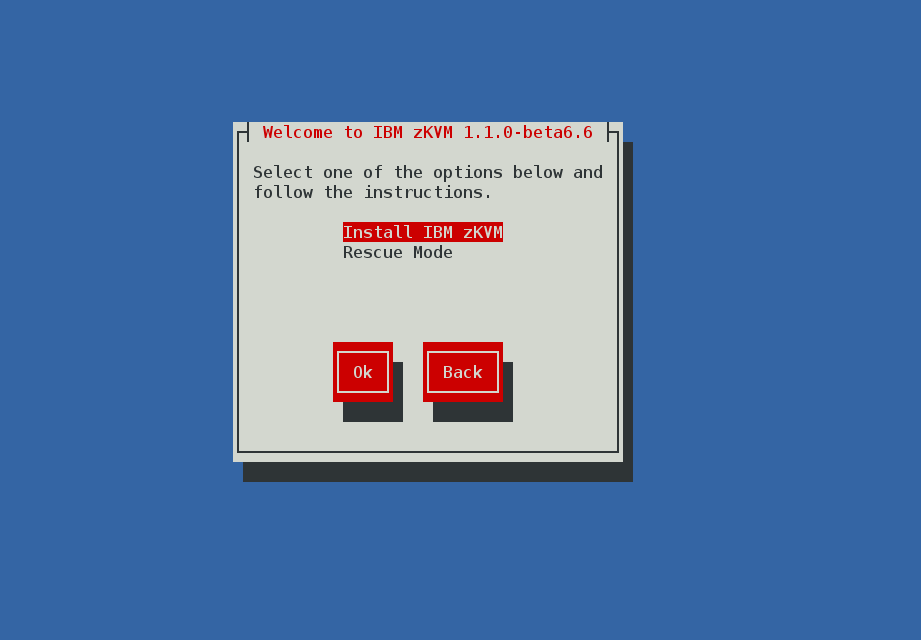 Welcome to IBM zKVM 1.1.0-beta6.6
Select one of the options below and
follow the instructions.
Install IBM zKVM
Rescue Mode
Ok Back